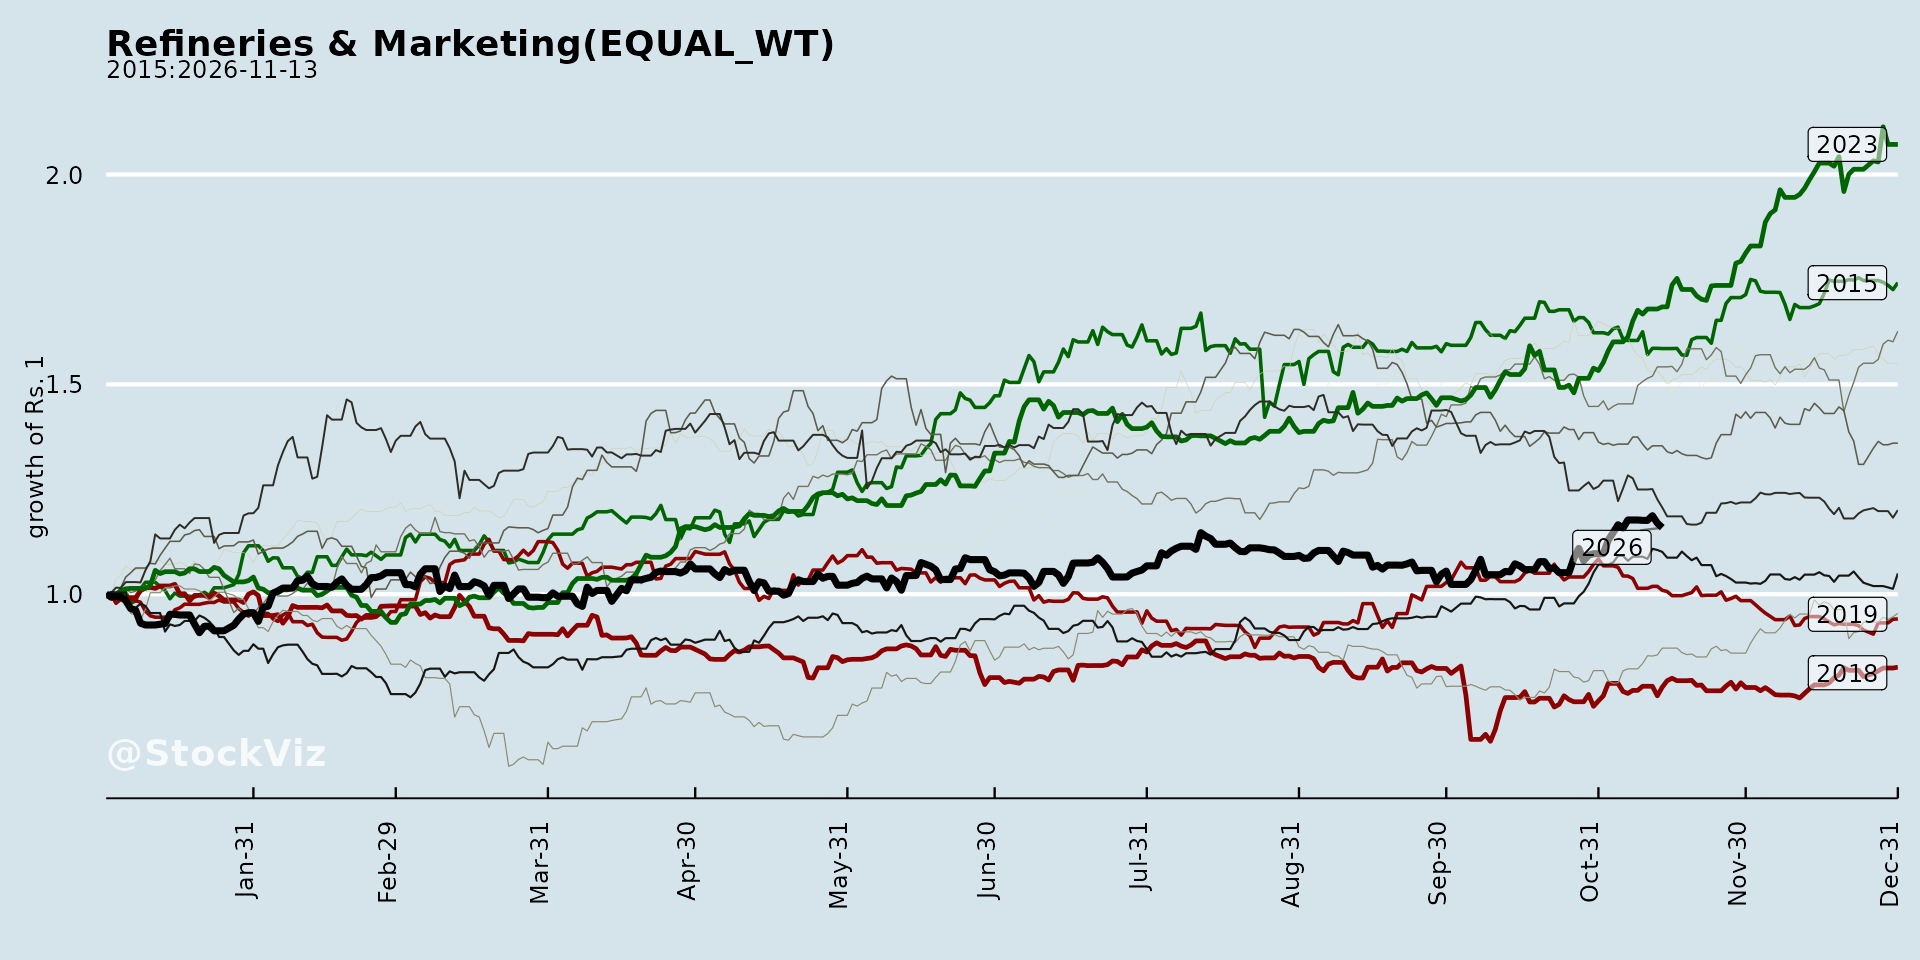 Refineries & Marketing(EQUAL_WT)
2015:2026-11-13
growth of Rs. 1
2.0
1.5
1.0
2023
2015
2026
2019
2018
@StockViz
Jan-31
Feb-29
Mar-31
Apr-30
May-31
Jun-30
Jul-31
Aug-31
Sep-30
Oct-31
Nov-30
Dec-31